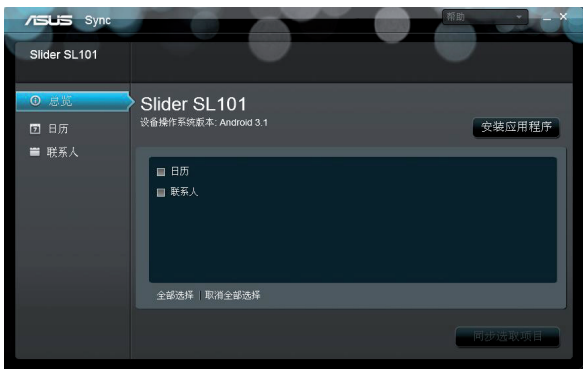 ASUS Sync
帮助
Slider SL101
总览
日历
联系人
Slider SL101
设备操作系统版本: Android 3.1
安装应用程序
日历
联系人
全部选择 | 取消全部选择
同步选取项目